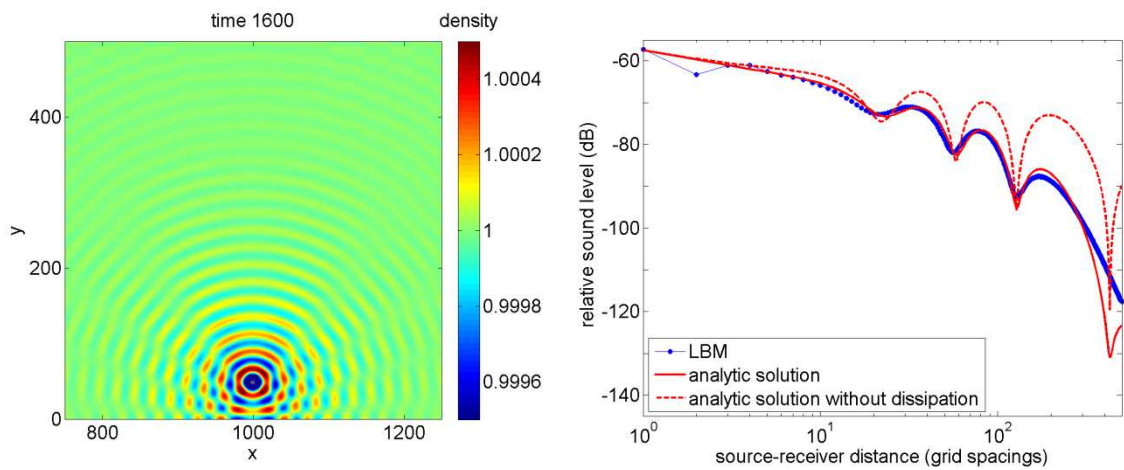 time 1600
density
400
200
0
y
800
1000
1200
x
1.0004
1.0002
1
0.9998
0.9996
-60
-80
-100
-120
-140
relative sound level (dB)
LBM
analytic solution
analytic solution without dissipation
10^0
10^1
10^2
source-receiver distance (grid spacings)